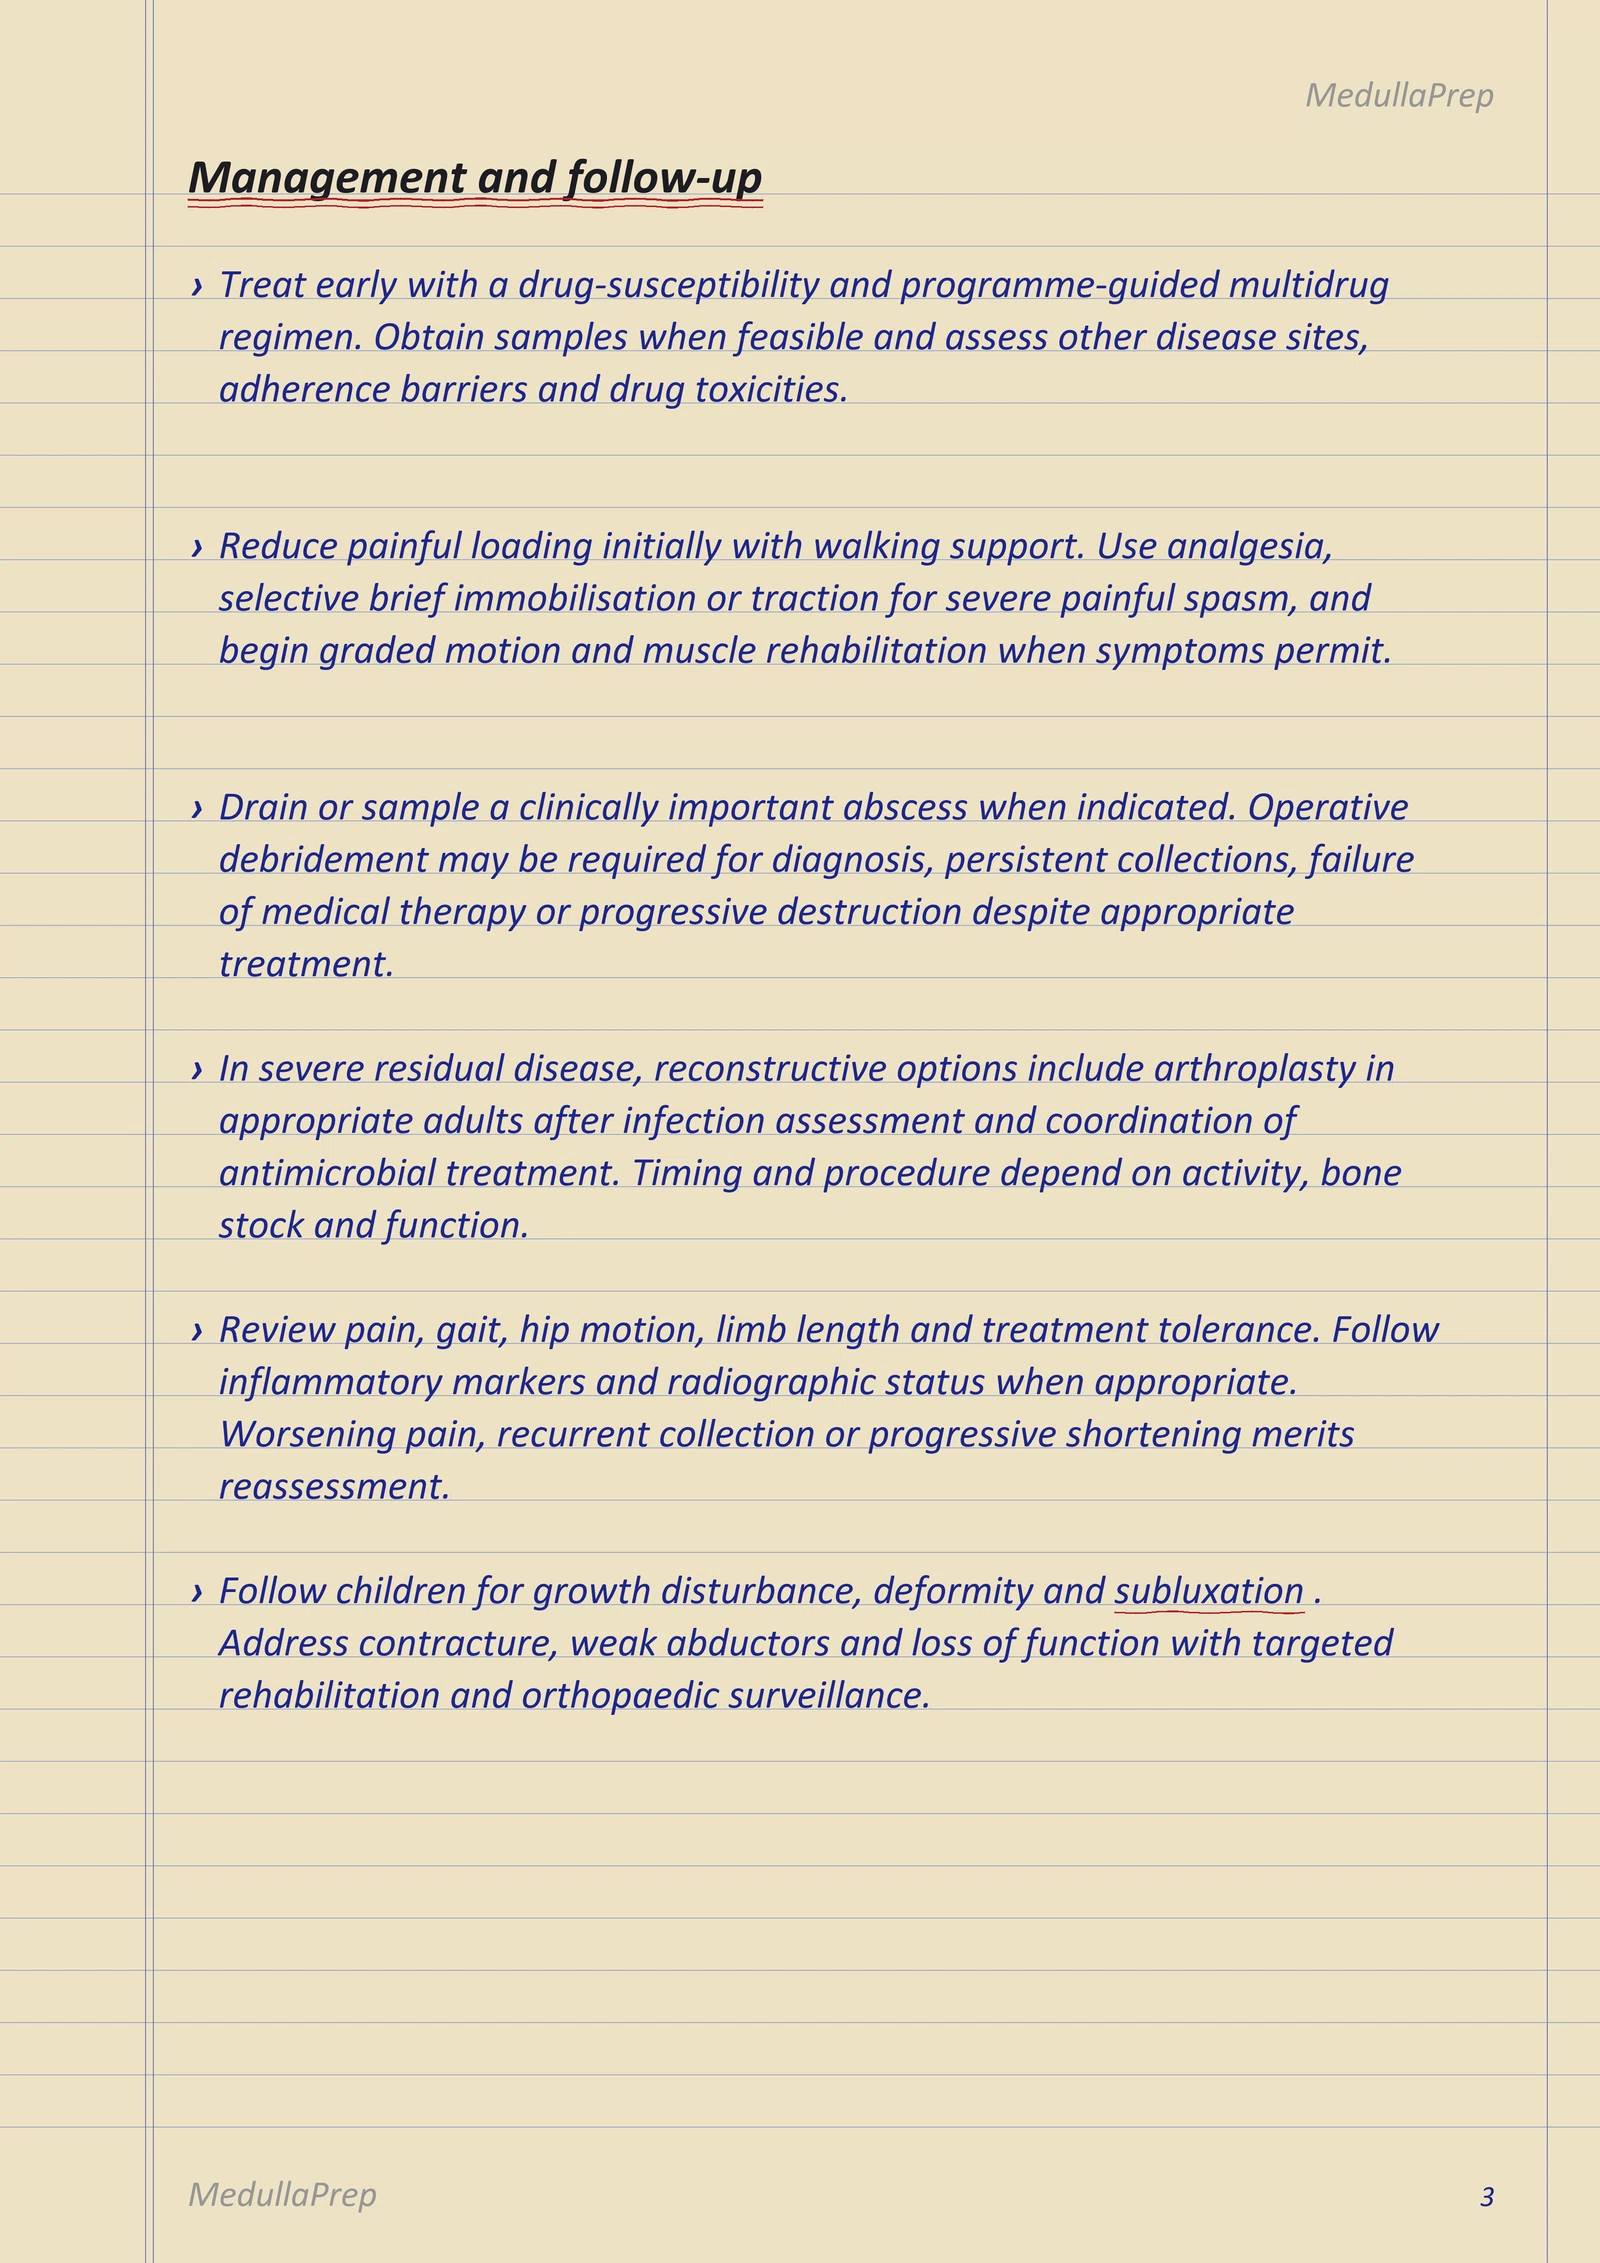 MedullaPrep
Management and follow-up
› Treat early with a drug-susceptibility and programme-guided multidrug
regimen. Obtain samples when feasible and assess other disease sites,
adherence barriers and drug toxicities.
› Reduce painful loading initially with walking support. Use analgesia,
selective brief immobilisation or traction for severe painful spasm, and
begin graded motion and muscle rehabilitation when symptoms permit.
› Drain or sample a clinically important abscess when indicated. Operative
debridement may be required for diagnosis, persistent collections, failure
of medical therapy or progressive destruction despite appropriate
treatment.
› In severe residual disease, reconstructive options include arthroplasty in
appropriate adults after infection assessment and coordination of
antimicrobial treatment. Timing and procedure depend on activity, bone
stock and function.
› Review pain, gait, hip motion, limb length and treatment tolerance. Follow
inflammatory markers and radiographic status when appropriate.
Worsening pain, recurrent collection or progressive shortening merits
reassessment.
› Follow children for growth disturbance, deformity and subluxation .
Address contracture, weak abductors and loss of function with targeted
rehabilitation and orthopaedic surveillance.
MedullaPrep
3